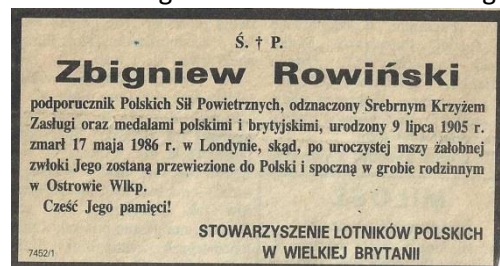 Ś. † P.
Zbigniew Rowiński
podporucznik Polskich Sił Powietrznych, odznaczony Srebrnym Krzyżem
Zasługi oraz medalami polskimi i brytyjskimi, urodzony 9 lipca 1905 r.
zmarł 17 maja 1986 r. w Londynie, skąd, po uroczystej mszy żałobnej
zwłoki Jego zostaną przewiezione do Polski i spoczną w grobie rodzinnym
w Ostrowie Wlkp.
Cześć Jego pamięci!
STOWARZYSZENIE LOTNIKÓW POLSKICH
W WIELKIEJ BRYTANII
7452/1